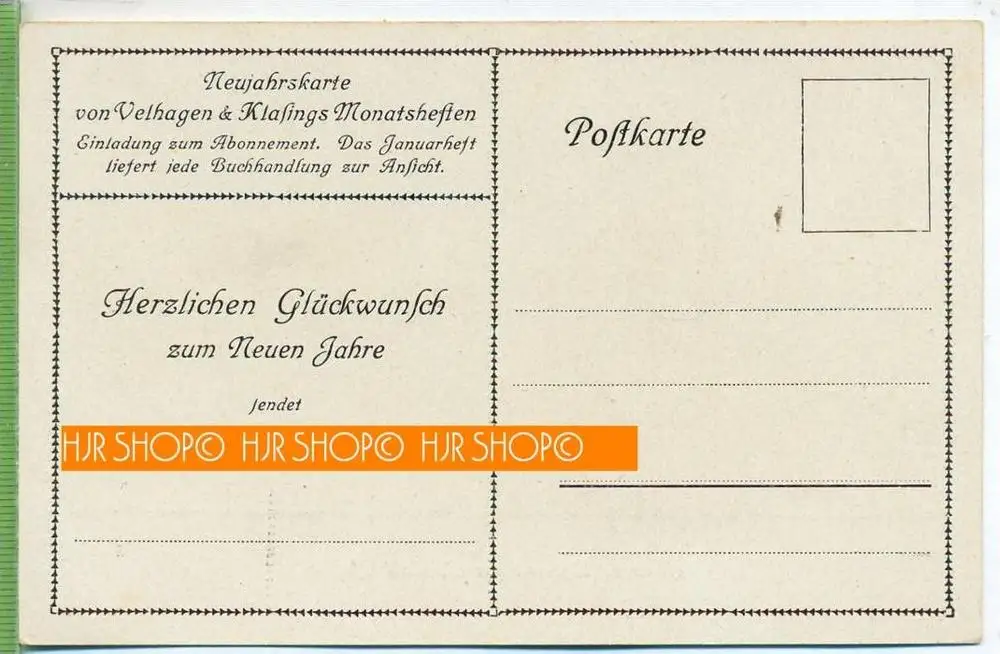 Neujahrskarte
von Velhagen & Klaſings Monatsheften
Einladung zum Abonnement. Das Januarheft
liefert jede Buchhandlung zur Anſicht.
Poſtkarte
Herzlichen Glückwunſch
zum Neuen Jahre
ſendet
HJR SHOP© HJR SHOP© HJR SHOP©